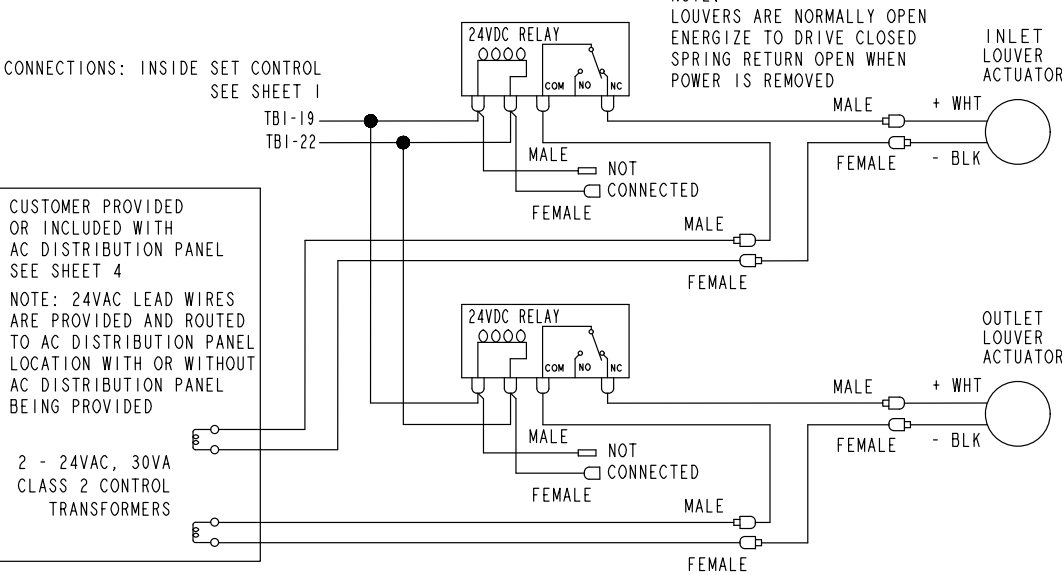 LOUVERS ARE NORMALLY OPEN
ENERGIZE TO DRIVE CLOSED
SPRING RETURN OPEN WHEN
POWER IS REMOVED
24VDC RELAY
COM NO NC
CONNECTIONS: INSIDE SET CONTROL
SEE SHEET 1
TB1-19
TB1-22
INLET
LOUVER
ACTUATOR
MALE
+ WHT
FEMALE
- BLK
MALE
NOT
CONNECTED
FEMALE
MALE
FEMALE
CUSTOMER PROVIDED
OR INCLUDED WITH
AC DISTRIBUTION PANEL
SEE SHEET 4
NOTE: 24VAC LEAD WIRES
ARE PROVIDED AND ROUTED
TO AC DISTRIBUTION PANEL
LOCATION WITH OR WITHOUT
AC DISTRIBUTION PANEL
BEING PROVIDED
2 - 24VAC, 30VA
CLASS 2 CONTROL
TRANSFORMERS
24VDC RELAY
COM NO NC
OUTLET
LOUVER
ACTUATOR
MALE
+ WHT
FEMALE
- BLK
MALE
NOT
CONNECTED
FEMALE
MALE
FEMALE